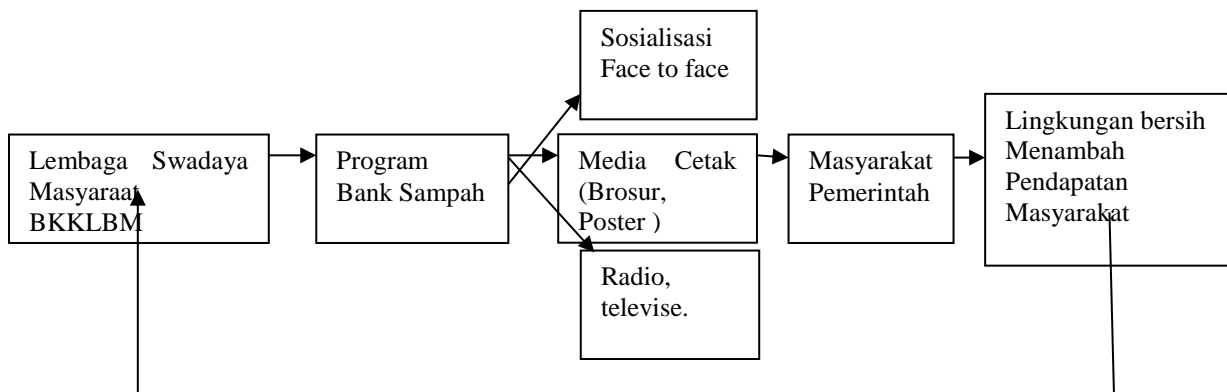 Lembaga Swadaya
Masyaraat
BKKLBM
Program
Bank Sampah
Sosialisasi
Face to face
Media Cetak
(Brosur,
Poster )
Radio,
televise.
Masyarakat
Pemerintah
Lingkungan bersih
Menambah
Pendapatan
Masyarakat